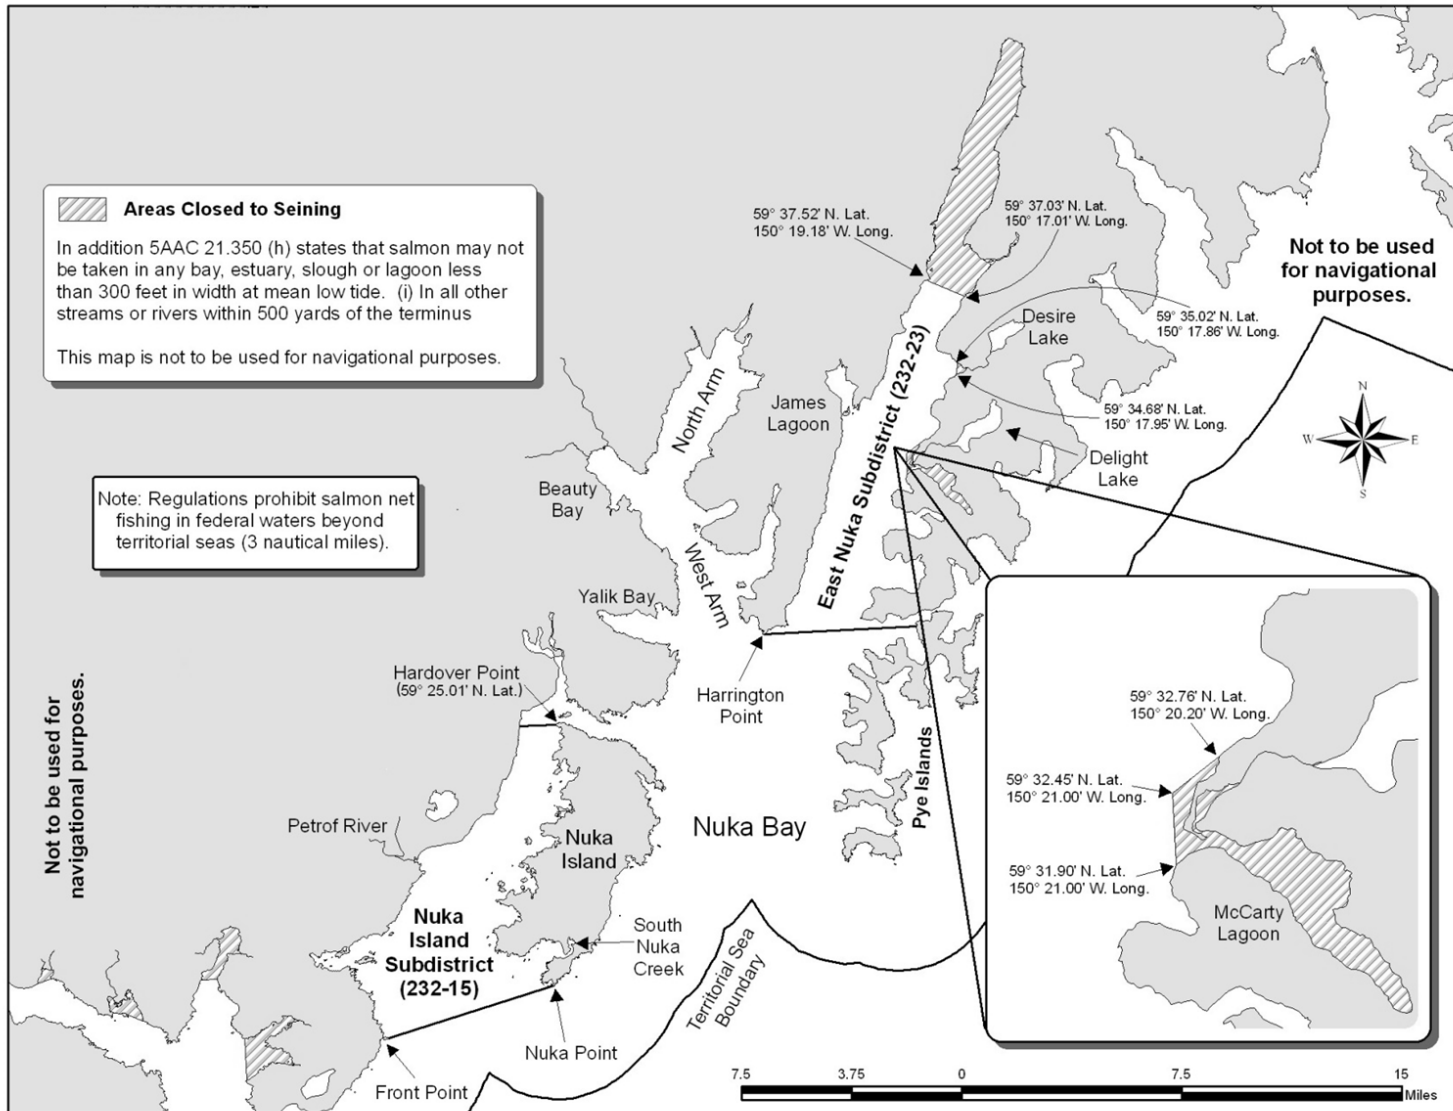 Areas Closed to Seining
In addition 5AAC 21.350 (h) states that salmon may not
be taken in any bay, estuary, slough or lagoon less
than 300 feet in width at mean low tide.  (i) In all other
streams or rivers within 500 yards of the terminus
This map is not to be used for navigational purposes.
59° 37.52' N. Lat.
150° 19.18' W. Long.
59° 37.03' N. Lat.
150° 17.01' W. Long.
Not to be used
for navigational
purposes.
59° 35.02' N. Lat.
150° 17.86' W. Long.
Desire
Lake
59° 34.68' N. Lat.
150° 17.95' W. Long.
Delight
Lake
N
W
E
S
North Arm
James
Lagoon
East Nuka Subdistrict (232-23)
Beauty
Bay
Note: Regulations prohibit salmon net
fishing in federal waters beyond
territorial seas (3 nautical miles).
West Arm
Yalik Bay
Hardover Point
(59° 25.01' N. Lat.)
Harrington
Point
Not to be used for
navigational purposes.
Pye Islands
Petrof River
Nuka
Island
Nuka Bay
Nuka
Island
Subdistrict
(232-15)
South
Nuka
Creek
Territorial Sea
Boundary
Nuka Point
Front Point
59° 32.76' N. Lat.
150° 20.20' W. Long.
59° 32.45' N. Lat.
150° 21.00' W. Long.
59° 31.90' N. Lat.
150° 21.00' W. Long.
McCarty
Lagoon
7.5
3.75
0
7.5
15
Miles